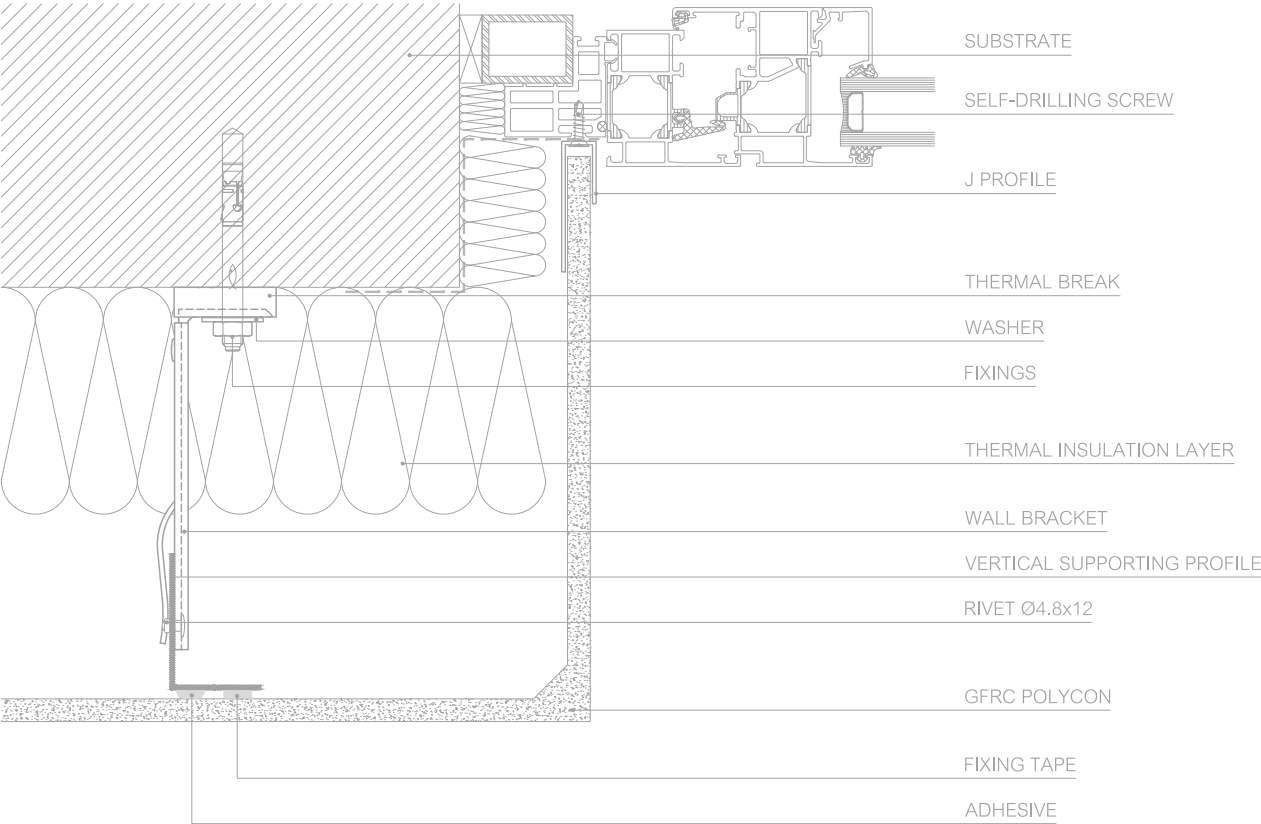 SUBSTRATE
SELF-DRILLING SCREW
J PROFILE
THERMAL BREAK
WASHER
FIXINGS
THERMAL INSULATION LAYER
WALL BRACKET
VERTICAL SUPPORTING PROFILE
RIVET Ø4.8x12
GFRC POLYCON
FIXING TAPE
ADHESIVE